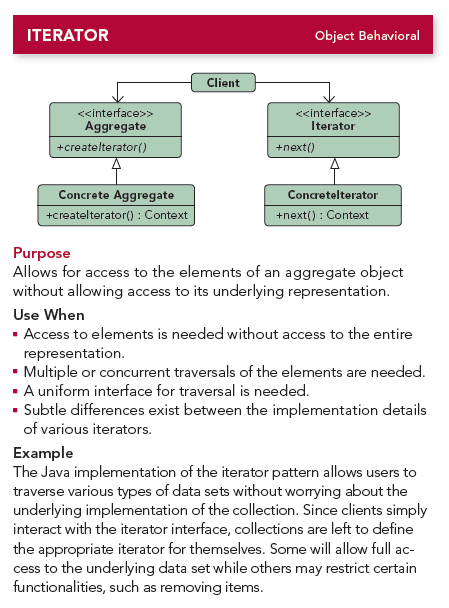 ITERATOR
Object Behavioral
Client
<<interface>>
Aggregate
+createIterator()
<<interface>>
Iterator
+next()
Concrete Aggregate
+createIterator() : Context
ConcreteIterator
+next() : Context
Purpose
Allows for access to the elements of an aggregate object
without allowing access to its underlying representation.
Use When
▪ Access to elements is needed without access to the entire
representation.
▪ Multiple or concurrent traversals of the elements are needed.
▪ A uniform interface for traversal is needed.
▪ Subtle differences exist between the implementation details
of various iterators.
Example
The Java implementation of the iterator pattern allows users to
traverse various types of data sets without worrying about the
underlying implementation of the collection. Since clients simply
interact with the iterator interface, collections are left to define
the appropriate iterator for themselves. Some will allow full ac-
cess to the underlying data set while others may restrict certain
functionalities, such as removing items.